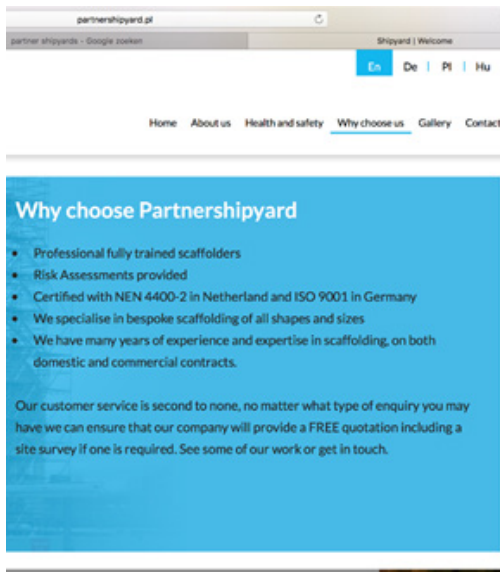 partnershipyard.pl
partner shipyards - Google zoeken
Shipyard | Welcome
En De | Pl | Hu
Home About us Health and safety Why choose us Gallery Contact
Why choose Partnershipyard
• Professional fully trained scaffolders
• Risk Assessments provided
• Certified with NEN 4400-2 in Netherland and ISO 9001 in Germany
• We specialise in bespoke scaffolding of all shapes and sizes
• We have many years of experience and expertise in scaffolding, on both
domestic and commercial contracts.
Our customer service is second to none, no matter what type of enquiry you may
have we can ensure that our company will provide a FREE quotation including a
site survey if one is required. See some of our work or get in touch.